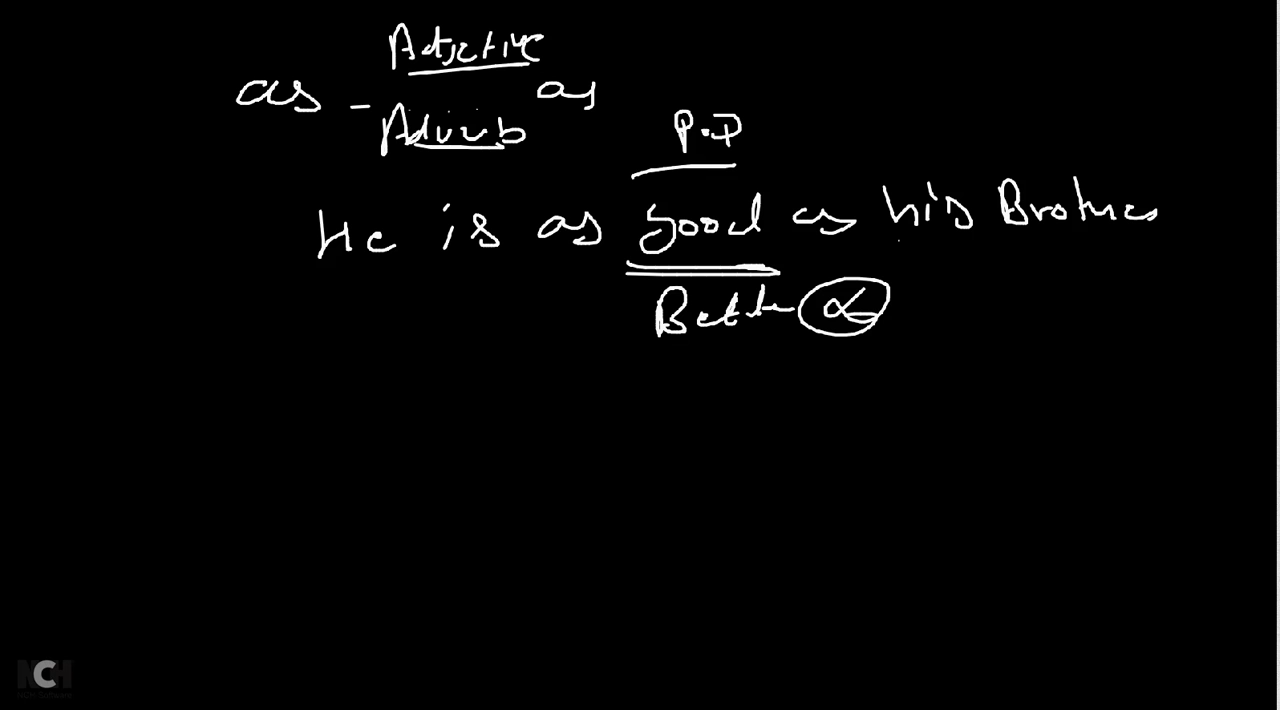 Adjective
as - as
Adverb
P.P
He is as good as his Brother
Better